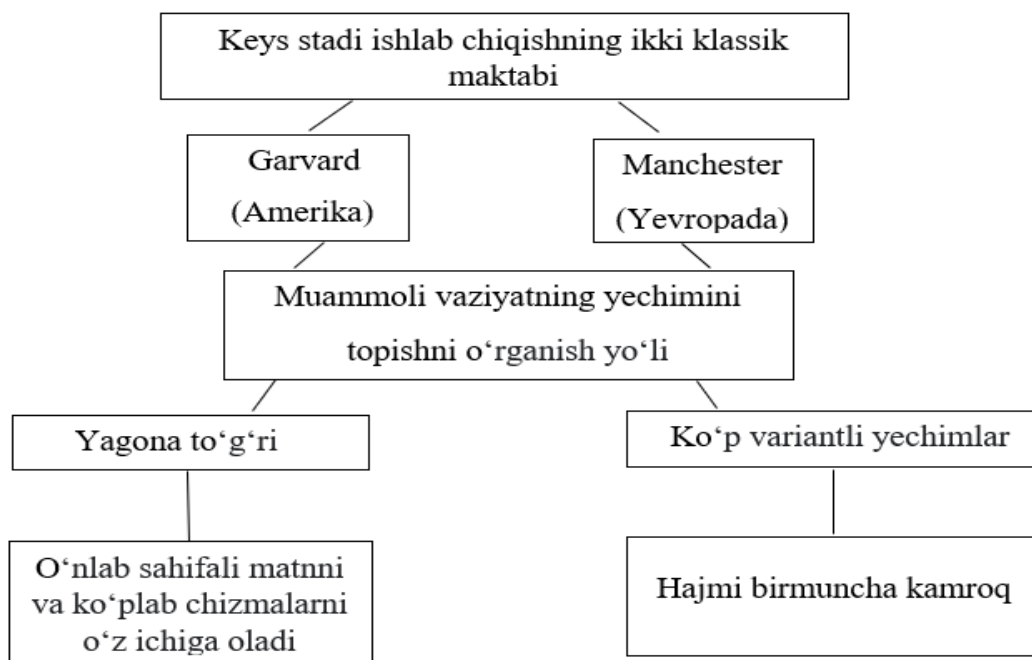 Keys stadi ishlab chiqishning ikki klassik
maktabi
Garvard
(Amerika)
Manchester
(Yevropada)
Muammoli vaziyatning yechimini
topishni o‘rganish yo‘li
Yagona to‘g‘ri
Ko‘p variantli yechimlar
O‘nlab sahifali matnni
va ko‘plab chizmalarni
o‘z ichiga oladi
Hajmi birmuncha kamroq